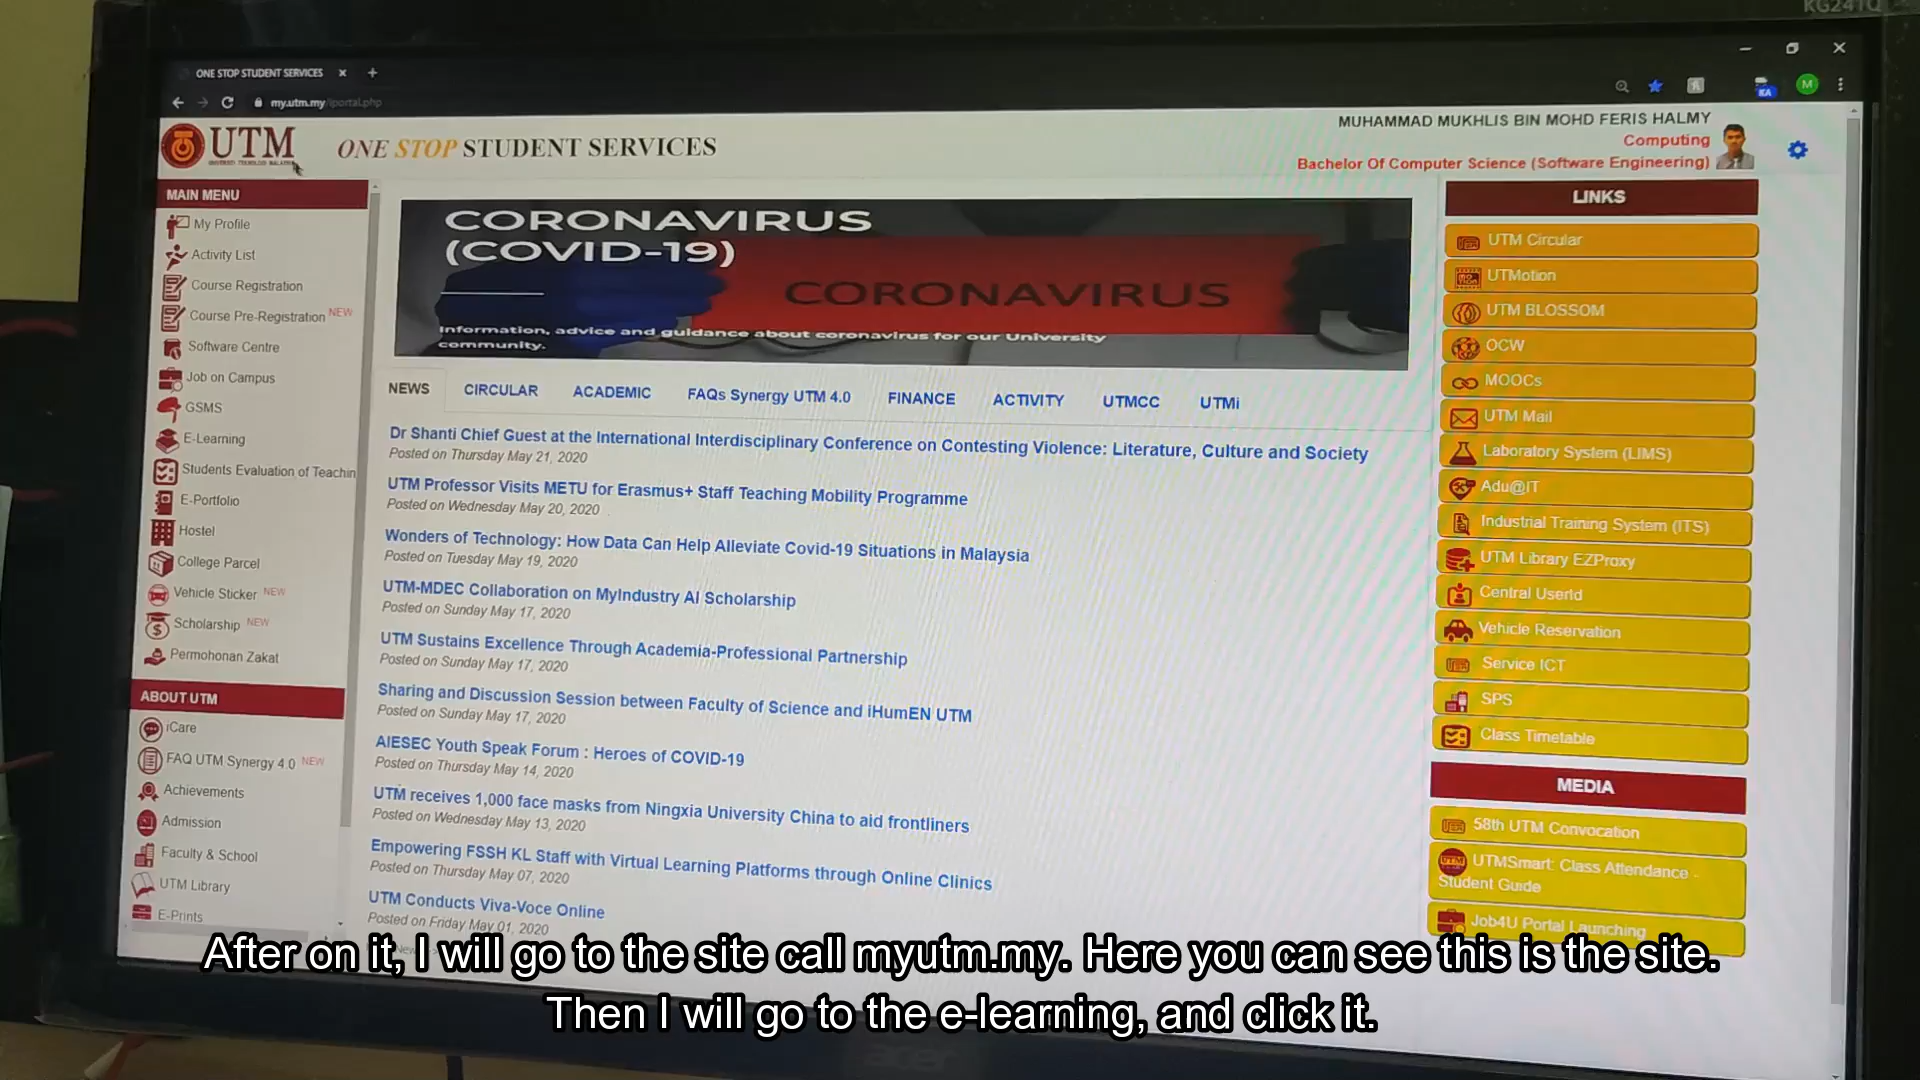 KG241Q
ONE STOP STUDENT SERVICES
my.utm.my/iportal.php
KA
M
UTM
ONE STOP STUDENT SERVICES
MUHAMMAD MUKHLIS BIN MOHD FERIS HALMY
Computing
Bachelor Of Computer Science (Software Engineering)
MAIN MENU
My Profile
Activity List
Course Registration
Course Pre-Registration NEW
Software Centre
Job on Campus
GSMS
E-Learning
Students Evaluation of Teachin
E-Portfolio
Hostel
College Parcel
Vehicle Sticker NEW
Scholarship NEW
Permohonan Zakat
ABOUT UTM
iCare
FAQ UTM Synergy 4.0 NEW
Achievements
Admission
Faculty & School
UTM Library
E-Prints
CORONAVIRUS
(COVID-19)
CORONAVIRUS
Information, advice and guidance about coronavirus for our University
community.
NEWS CIRCULAR ACADEMIC FAQs Synergy UTM 4.0 FINANCE ACTIVITY UTMCC UTMi
Dr Shanti Chief Guest at the International Interdisciplinary Conference on Contesting Violence: Literature, Culture and Society
Posted on Thursday May 21, 2020
UTM Professor Visits METU for Erasmus+ Staff Teaching Mobility Programme
Posted on Wednesday May 20, 2020
Wonders of Technology: How Data Can Help Alleviate Covid-19 Situations in Malaysia
Posted on Tuesday May 19, 2020
UTM-MDEC Collaboration on MyIndustry AI Scholarship
Posted on Sunday May 17, 2020
UTM Sustains Excellence Through Academia-Professional Partnership
Posted on Sunday May 17, 2020
Sharing and Discussion Session between Faculty of Science and iHumEN UTM
Posted on Sunday May 17, 2020
AIESEC Youth Speak Forum : Heroes of COVID-19
Posted on Thursday May 14, 2020
UTM receives 1,000 face masks from Ningxia University China to aid frontliners
Posted on Wednesday May 13, 2020
Empowering FSSH KL Staff with Virtual Learning Platforms through Online Clinics
Posted on Thursday May 07, 2020
UTM Conducts Viva-Voce Online
Posted on Friday May 01, 2020
LINKS
UTM Circular
UTMotion
UTM BLOSSOM
OCW
MOOCs
UTM Mail
Laboratory System (LIMS)
Adu@IT
Industrial Training System (ITS)
UTM Library EZProxy
Central UserId
Vehicle Reservation
Service ICT
SPS
Class Timetable
MEDIA
58th UTM Convocation
UTMSmart: Class Attendance -
Student Guide
Job4U Portal Launching
After on it, I will go to the site call myutm.my. Here you can see this is the site.
Then I will go to the e-learning, and click it.
acer